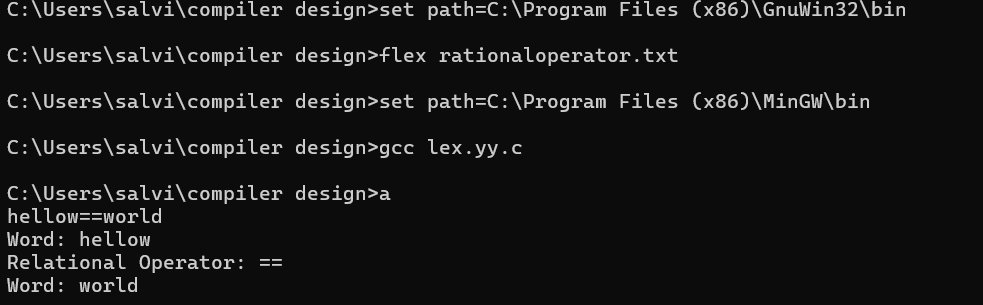 C:\Users\salvi\compiler design>set path=C:\Program Files (x86)\GnuWin32\bin
C:\Users\salvi\compiler design>flex rationaloperator.txt
C:\Users\salvi\compiler design>set path=C:\Program Files (x86)\MinGW\bin
C:\Users\salvi\compiler design>gcc lex.yy.c
C:\Users\salvi\compiler design>a
hellow==world
Word: hellow
Relational Operator: ==
Word: world